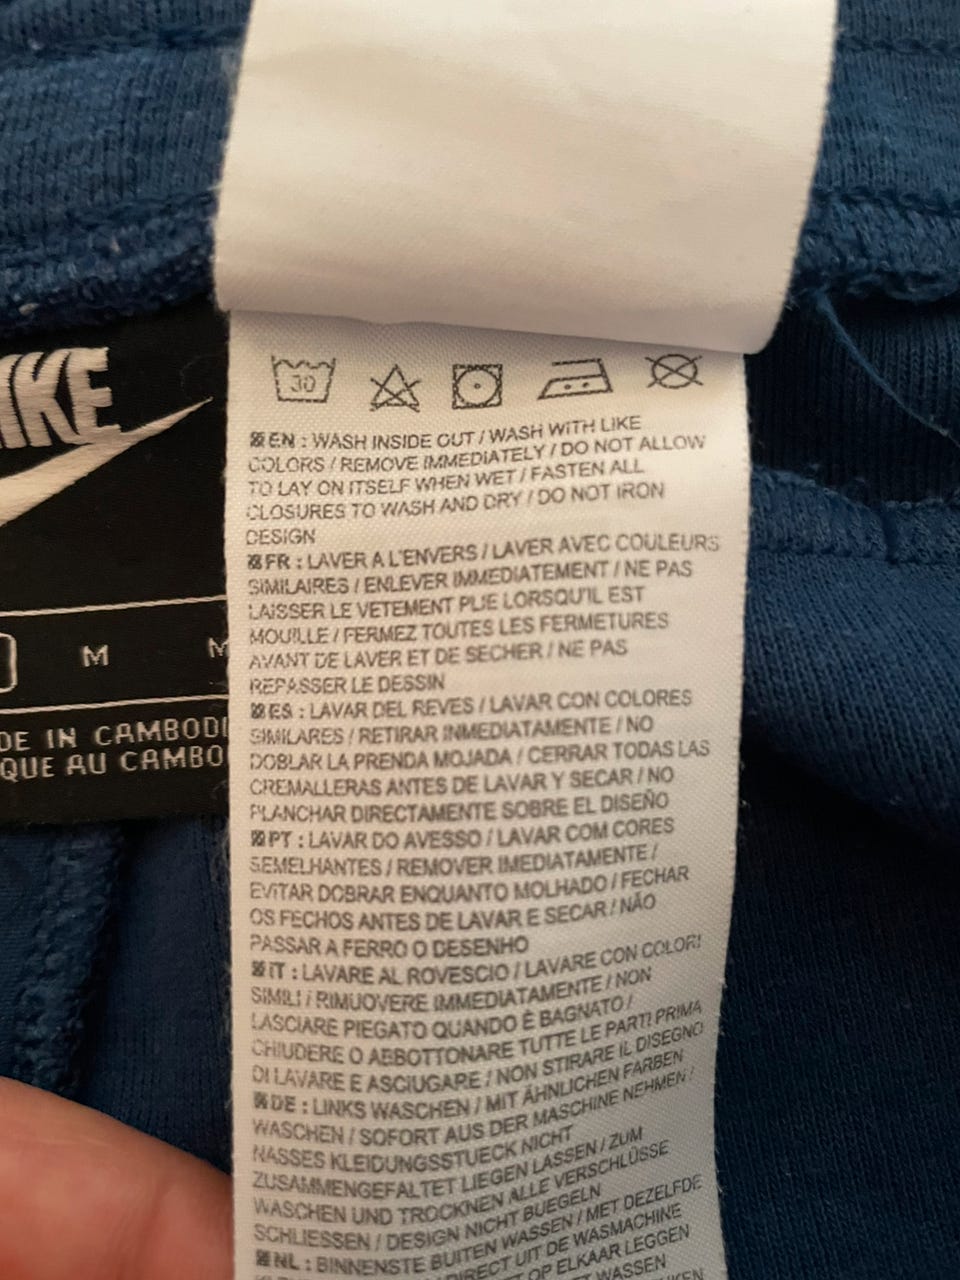 IKE
M M
DE IN CAMBODI
QUE AU CAMBO
30
EN : WASH INSIDE OUT / WASH WITH LIKE
COLORS / REMOVE IMMEDIATELY / DO NOT ALLOW
TO LAY ON ITSELF WHEN WET / FASTEN ALL
CLOSURES TO WASH AND DRY / DO NOT IRON
DESIGN
FR : LAVER A L'ENVERS / LAVER AVEC COULEURS
SIMILAIRES / ENLEVER IMMEDIATEMENT / NE PAS
LAISSER LE VETEMENT PLIE LORSQU'IL EST
MOUILLE / FERMEZ TOUTES LES FERMETURES
AVANT DE LAVER ET DE SECHER / NE PAS
REPASSER LE DESSIN
ES : LAVAR DEL REVES / LAVAR CON COLORES
SIMILARES / RETIRAR INMEDIATAMENTE / NO
DOBLAR LA PRENDA MOJADA / CERRAR TODAS LAS
CREMALLERAS ANTES DE LAVAR Y SECAR / NO
PLANCHAR DIRECTAMENTE SOBRE EL DISEÑO
PT : LAVAR DO AVESSO / LAVAR COM CORES
SEMELHANTES / REMOVER IMEDIATAMENTE /
EVITAR DOBRAR ENQUANTO MOLHADO / FECHAR
OS FECHOS ANTES DE LAVAR E SECAR / NÃO
PASSAR A FERRO O DESENHO
IT : LAVARE AL ROVESCIO / LAVARE CON COLORI
SIMILI / RIMUOVERE IMMEDIATAMENTE / NON
LASCIARE PIEGATO QUANDO È BAGNATO /
CHIUDERE O ABBOTTONARE TUTTE LE PARTI PRIMA
DI LAVARE E ASCIUGARE / NON STIRARE IL DISEGNO
DE : LINKS WASCHEN / MIT ÄHNLICHEN FARBEN
WASCHEN / SOFORT AUS DER MASCHINE NEHMEN /
NASSES KLEIDUNGSSTUECK NICHT
ZUSAMMENGEFALTET LIEGEN LASSEN / ZUM
WASCHEN UND TROCKNEN ALLE VERSCHLÜSSE
SCHLIESSEN / DESIGN NICHT BUEGELN
NL : BINNENSTE BUITEN WASSEN / MET DEZELFDE
DIRECT UIT DE WASMACHINE
OP ELKAAR LEGGEN
WASSEN